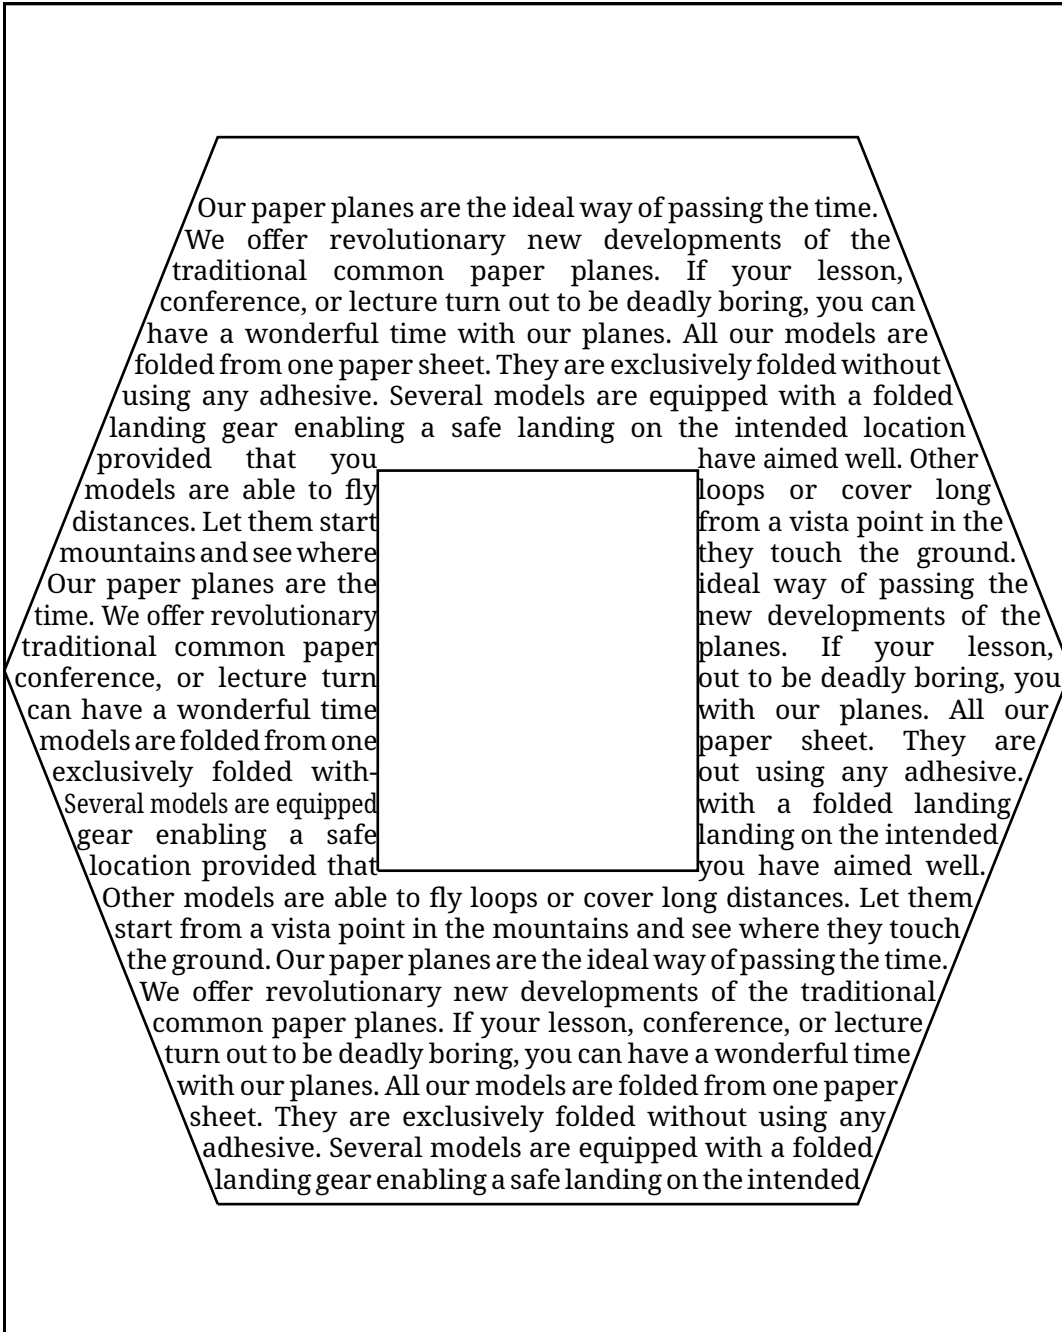 Our paper planes are the ideal way of passing the time.
We offer revolutionary new developments of the
traditional common paper planes. If your lesson,
conference, or lecture turn out to be deadly boring, you can
have a wonderful time with our planes. All our models are
folded from one paper sheet. They are exclusively folded without
using any adhesive. Several models are equipped with a folded
landing gear enabling a safe landing on the intended location
provided that you have aimed well. Other
models are able to fly loops or cover long
distances. Let them start from a vista point in the
mountains and see where they touch the ground.
Our paper planes are the ideal way of passing the
time. We offer revolutionary new developments of the
traditional common paper planes. If your lesson,
conference, or lecture turn out to be deadly boring, you
can have a wonderful time with our planes. All our
models are folded from one paper sheet. They are
exclusively folded with- out using any adhesive.
Several models are equipped with a folded landing
gear enabling a safe landing on the intended
location provided that you have aimed well.
Other models are able to fly loops or cover long distances. Let them
start from a vista point in the mountains and see where they touch
the ground. Our paper planes are the ideal way of passing the time.
We offer revolutionary new developments of the traditional
common paper planes. If your lesson, conference, or lecture
turn out to be deadly boring, you can have a wonderful time
with our planes. All our models are folded from one paper
sheet. They are exclusively folded without using any
adhesive. Several models are equipped with a folded
landing gear enabling a safe landing on the intended